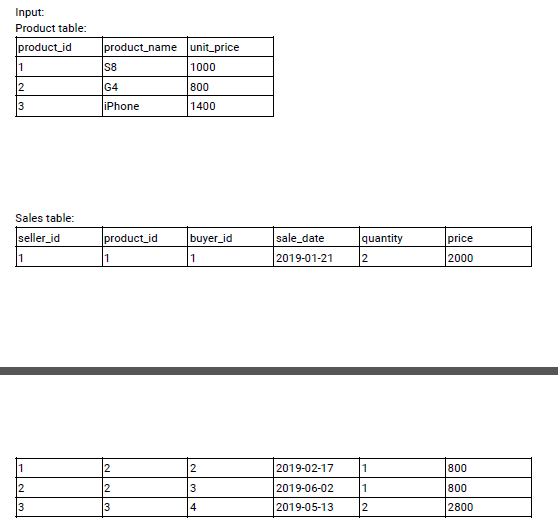 Input:
Product table:
product_id product_name unit_price
1 S8 1000
2 G4 800
3 iPhone 1400
Sales table:
seller_id product_id buyer_id sale_date quantity price
1 1 1 2019-01-21 2 2000
1 2 2 2019-02-17 1 800
2 2 3 2019-06-02 1 800
3 3 4 2019-05-13 2 2800